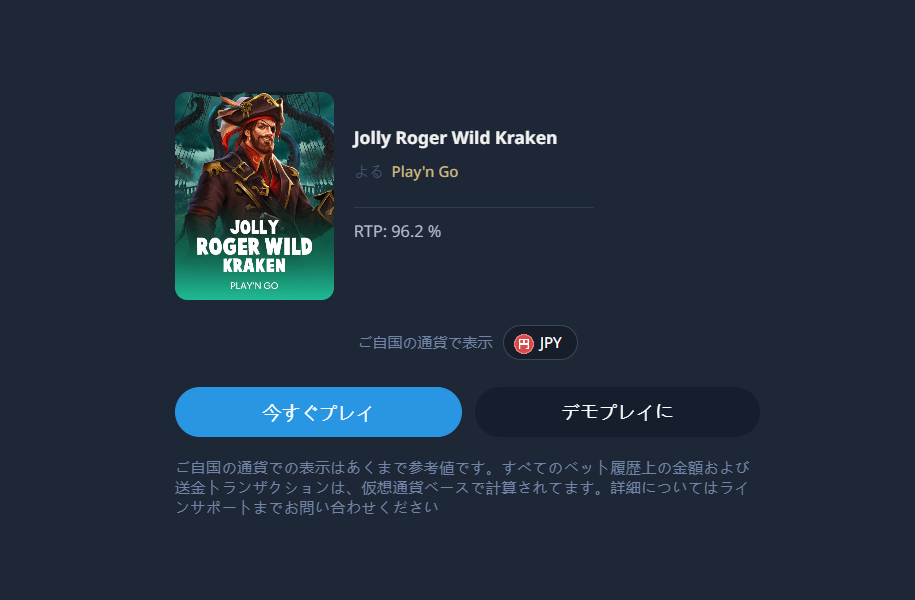 Jolly Roger Wild Kraken
よる Play'n Go
RTP: 96.2 %
JOLLY
ROGER WILD
KRAKEN
PLAY'N GO
ご自国の通貨で表示 円 JPY
今すぐプレイ デモプレイに
ご自国の通貨での表示はあくまで参考値です。すべてのベット履歴上の金額および
送金トランザクションは、仮想通貨ベースで計算されてます。詳細についてはライ
ンサポートまでお問い合わせください